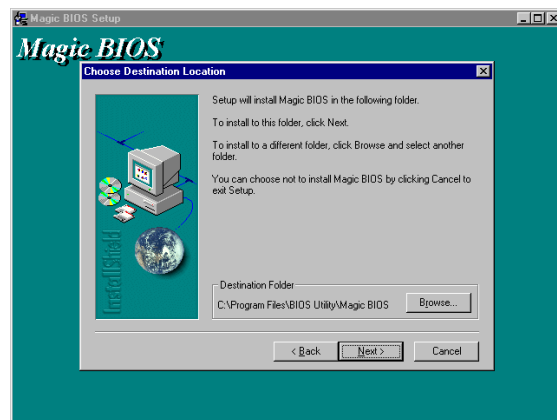 Magic BIOS Setup
Magic BIOS
Choose Destination Location
Setup will install Magic BIOS in the following folder.
To install to this folder, click Next.
To install to a different folder, click Browse and select another
folder.
You can choose not to install Magic BIOS by clicking Cancel to
exit Setup.
InstallShield
Destination Folder
C:\Program Files\BIOS Utility\Magic BIOS
Browse...
< Back
Next >
Cancel